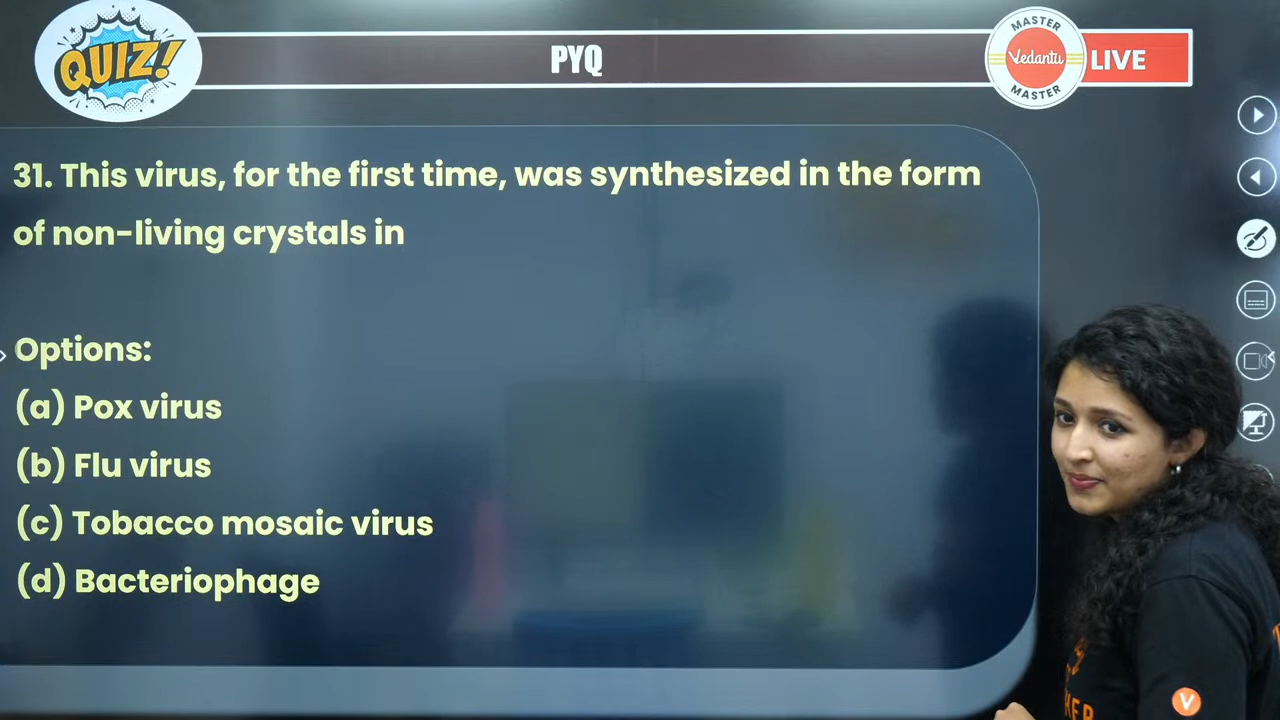 QUIZ!
PYQ
MASTER
Vedantu
MASTER
LIVE
31. This virus, for the first time, was synthesized in the form
of non-living crystals in
Options:
(a) Pox virus
(b) Flu virus
(c) Tobacco mosaic virus
(d) Bacteriophage
V